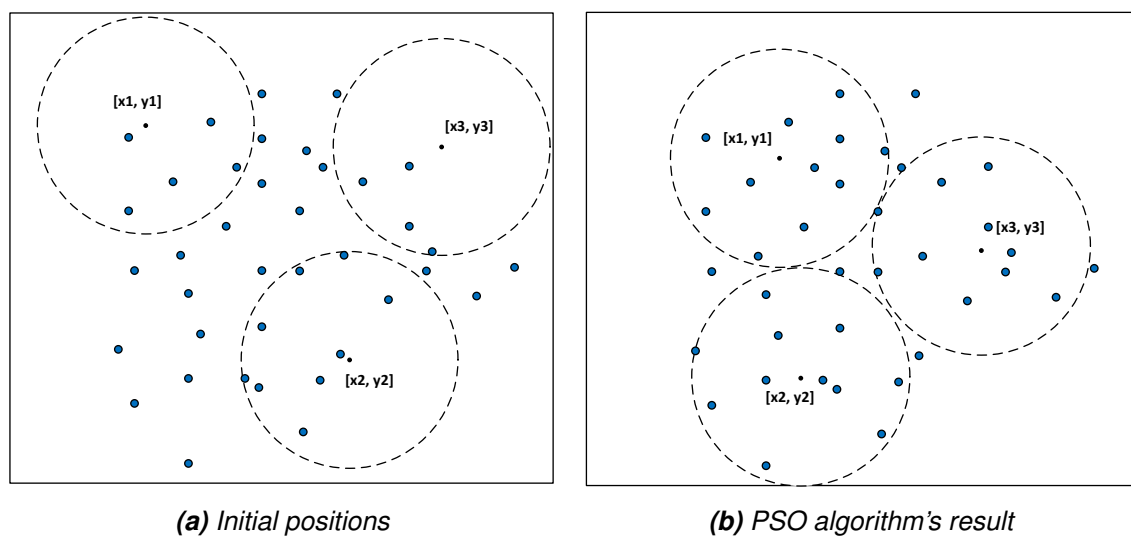 [x1, y1]
[x3, y3]
[x2, y2]
[x1, y1]
[x3, y3]
[x2, y2]
(a) Initial positions
(b) PSO algorithm's result